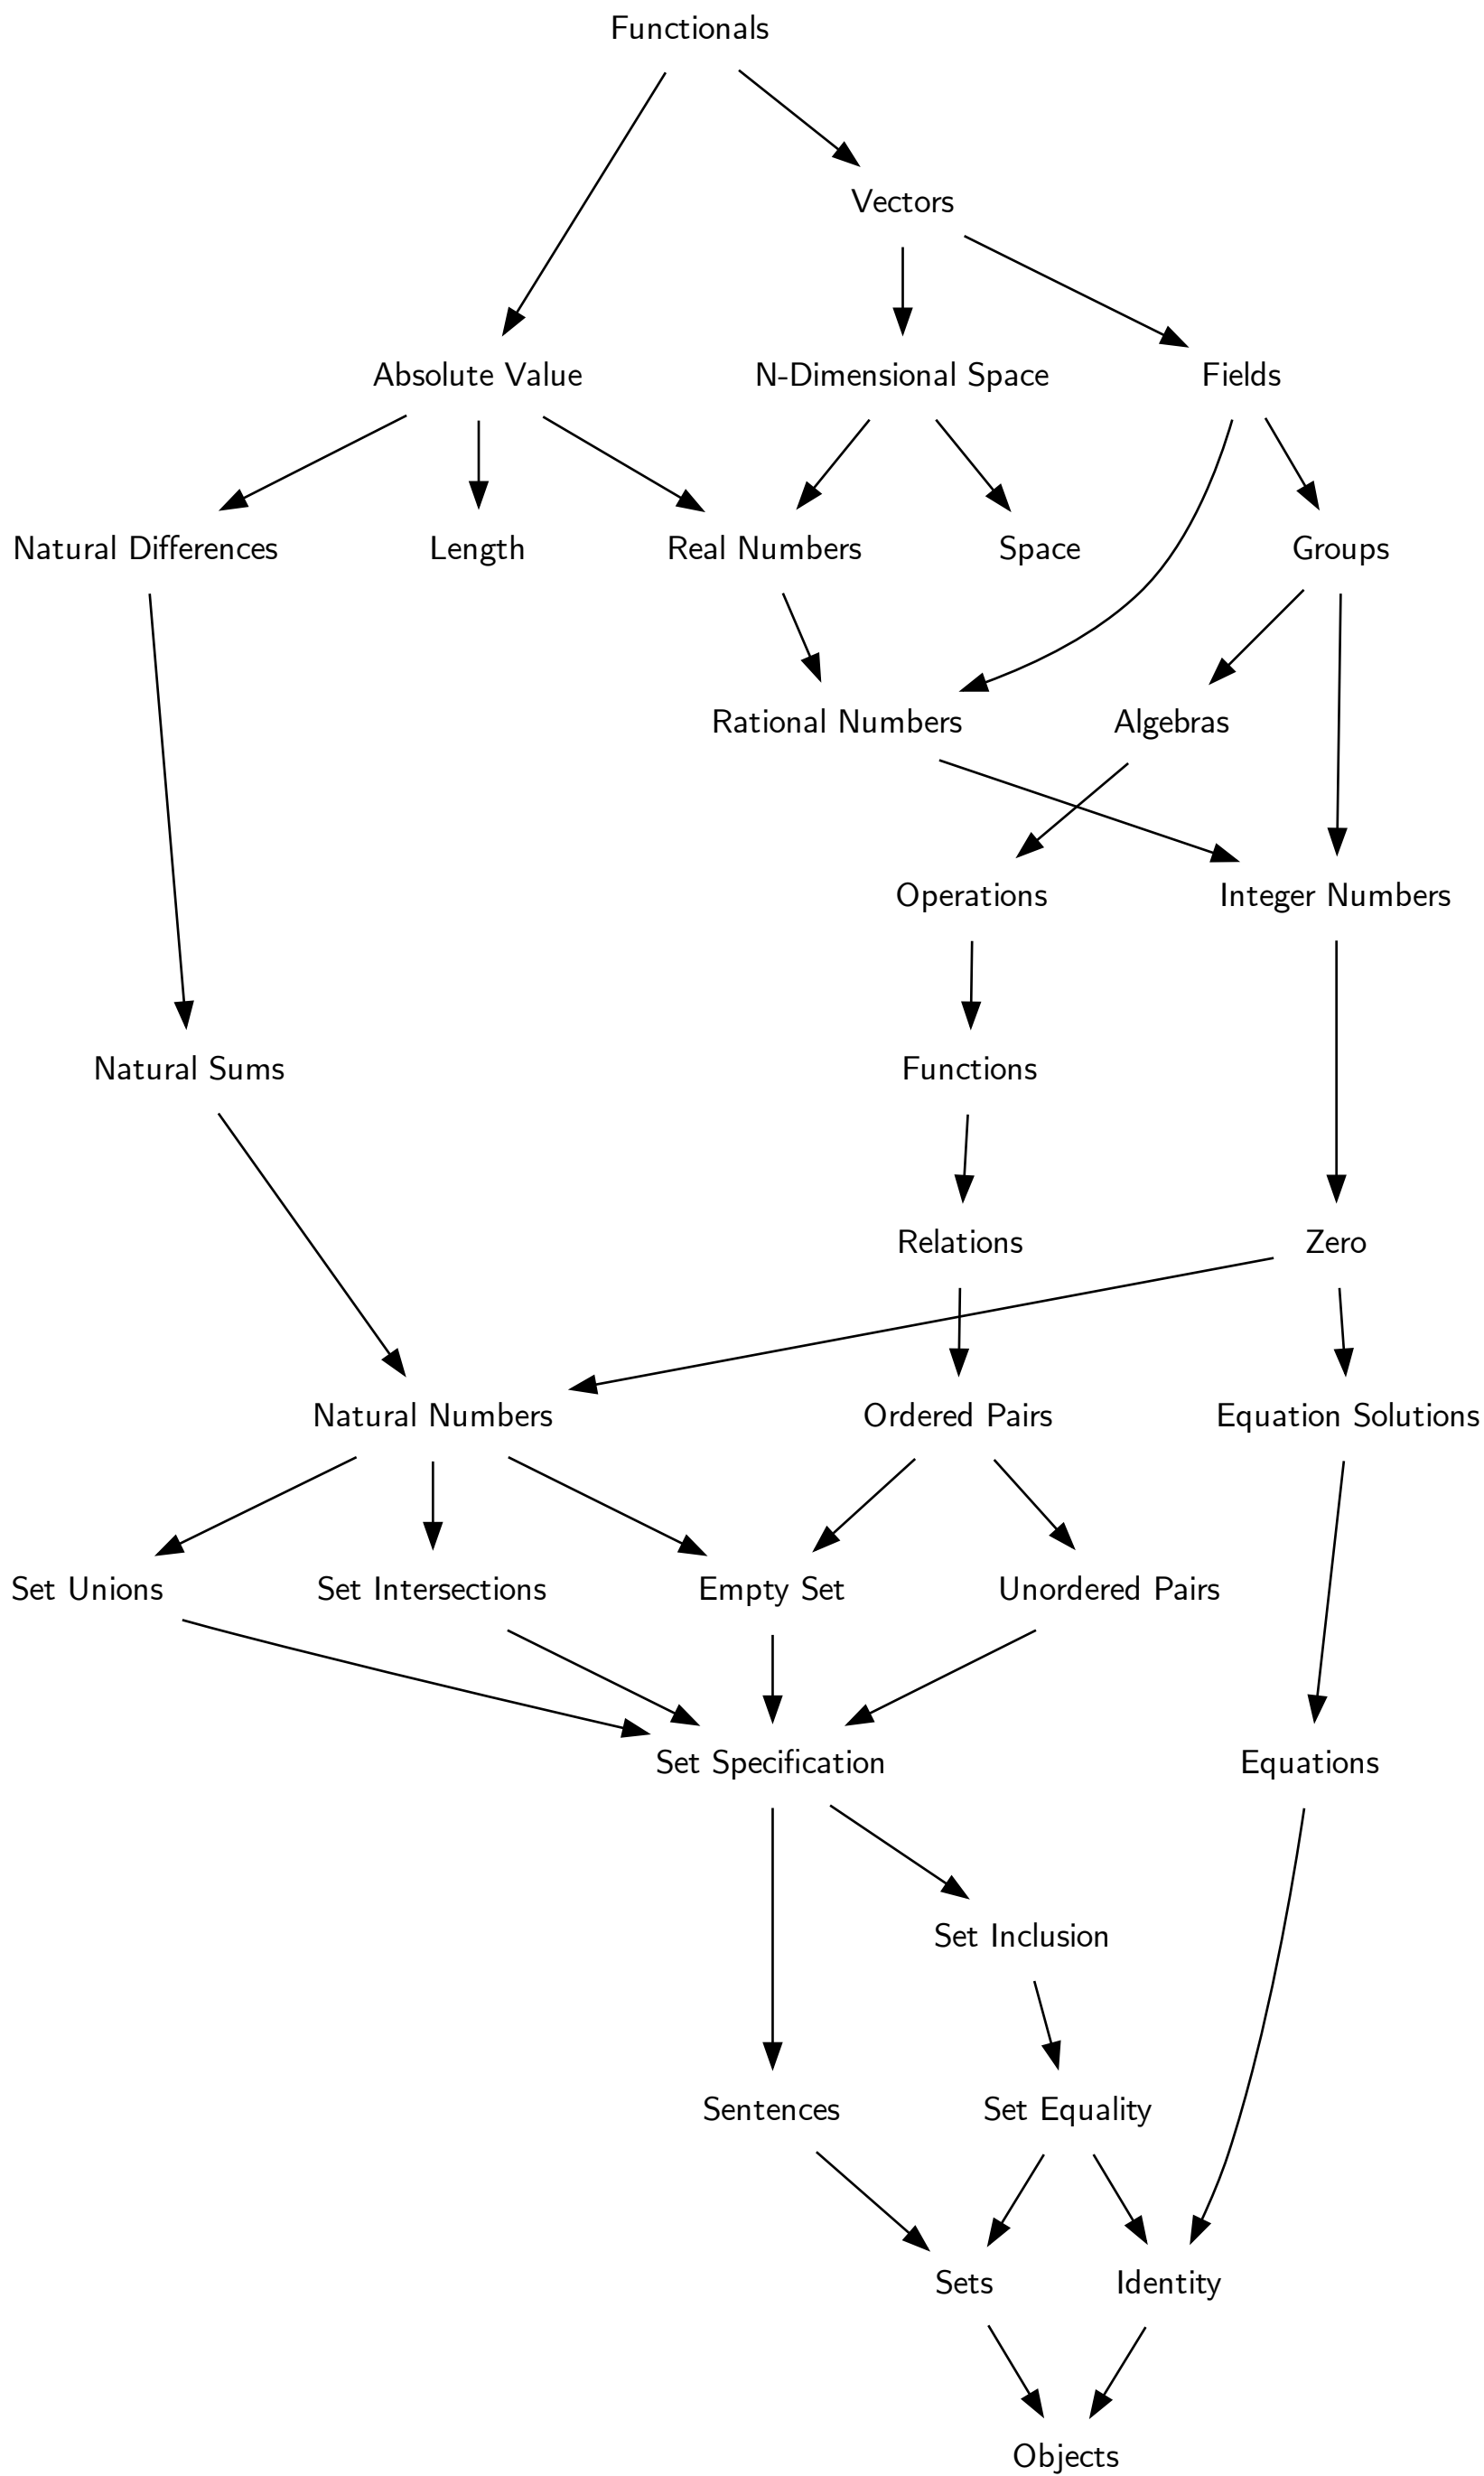 Functionals
Vectors
Absolute Value
N-Dimensional Space
Fields
Natural Differences
Length
Real Numbers
Space
Groups
Rational Numbers
Algebras
Operations
Integer Numbers
Natural Sums
Functions
Relations
Zero
Natural Numbers
Ordered Pairs
Equation Solutions
Set Unions
Set Intersections
Empty Set
Unordered Pairs
Set Specification
Equations
Set Inclusion
Sentences
Set Equality
Sets
Identity
Objects